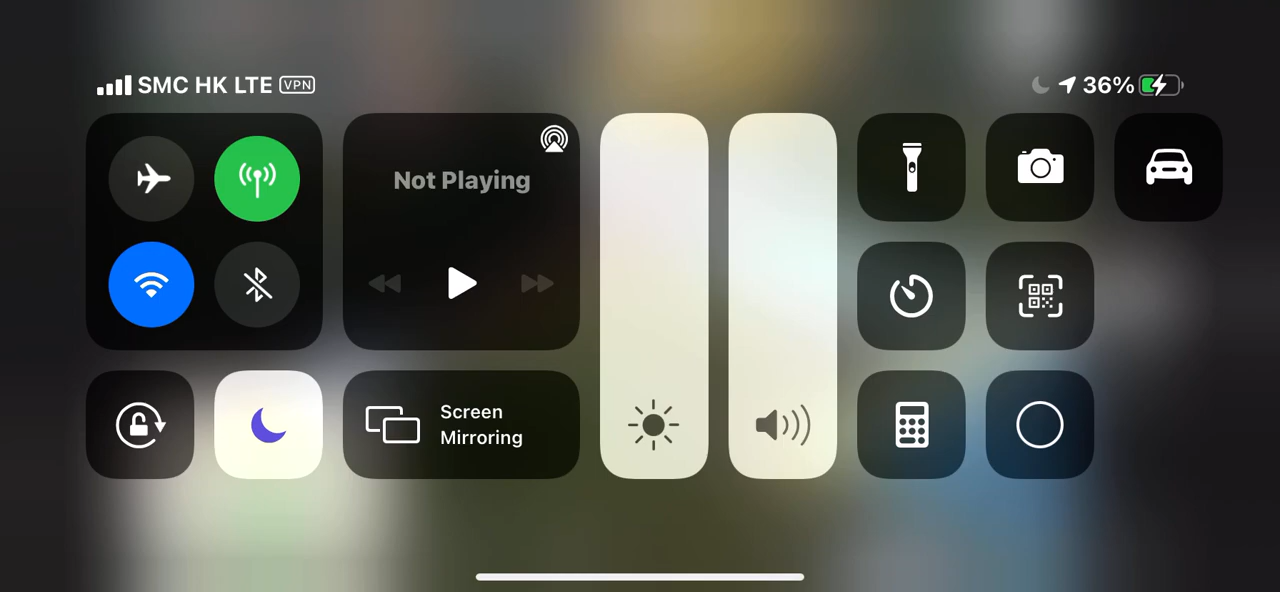 SMC HK LTE VPN
36%
Not Playing
Screen
Mirroring